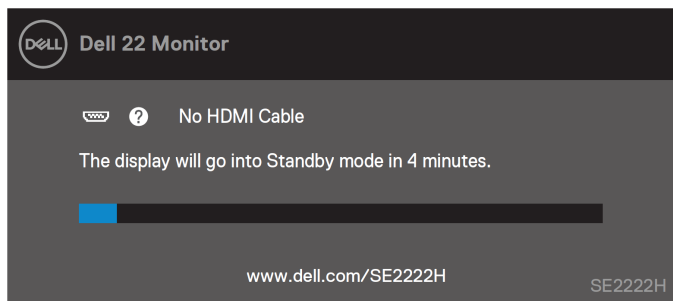 DELL Dell 22 Monitor
? No HDMI Cable
The display will go into Standby mode in 4 minutes.
www.dell.com/SE2222H
SE2222H